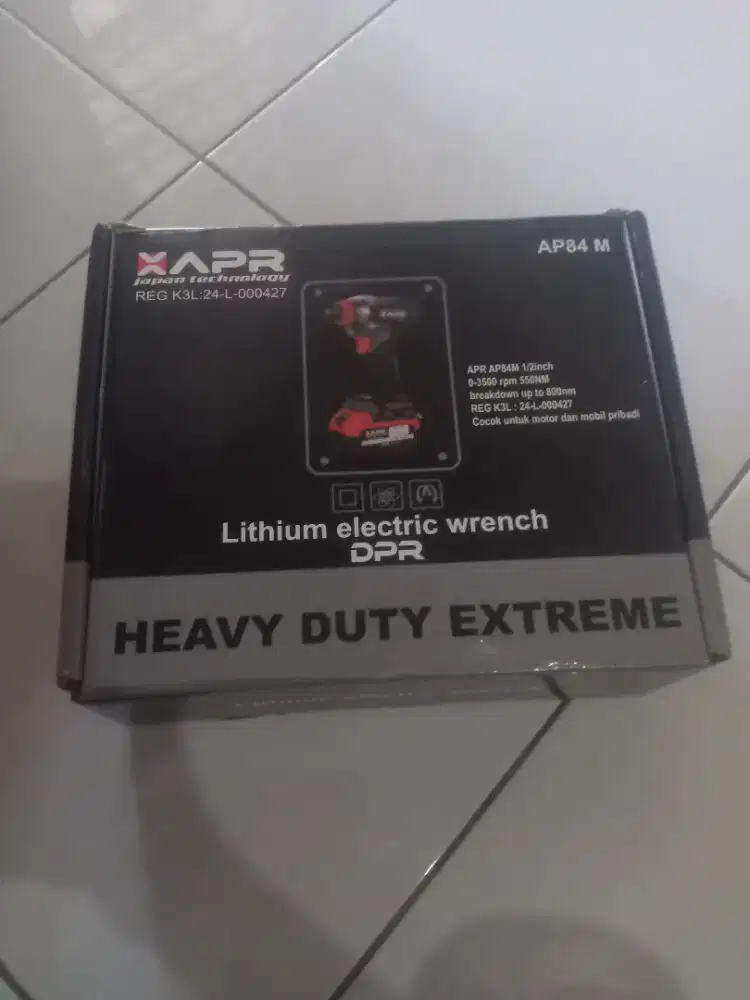 XAPR
japan technology
REG K3L:24-L-000427
AP84 M
APR AP84M 1/2inch
0-3500 rpm 550NM
breakdown up to 800nm
REG K3L : 24-L-000427
Cocok untuk motor dan mobil pribadi
Lithium electric wrench
DPR
HEAVY DUTY EXTREME